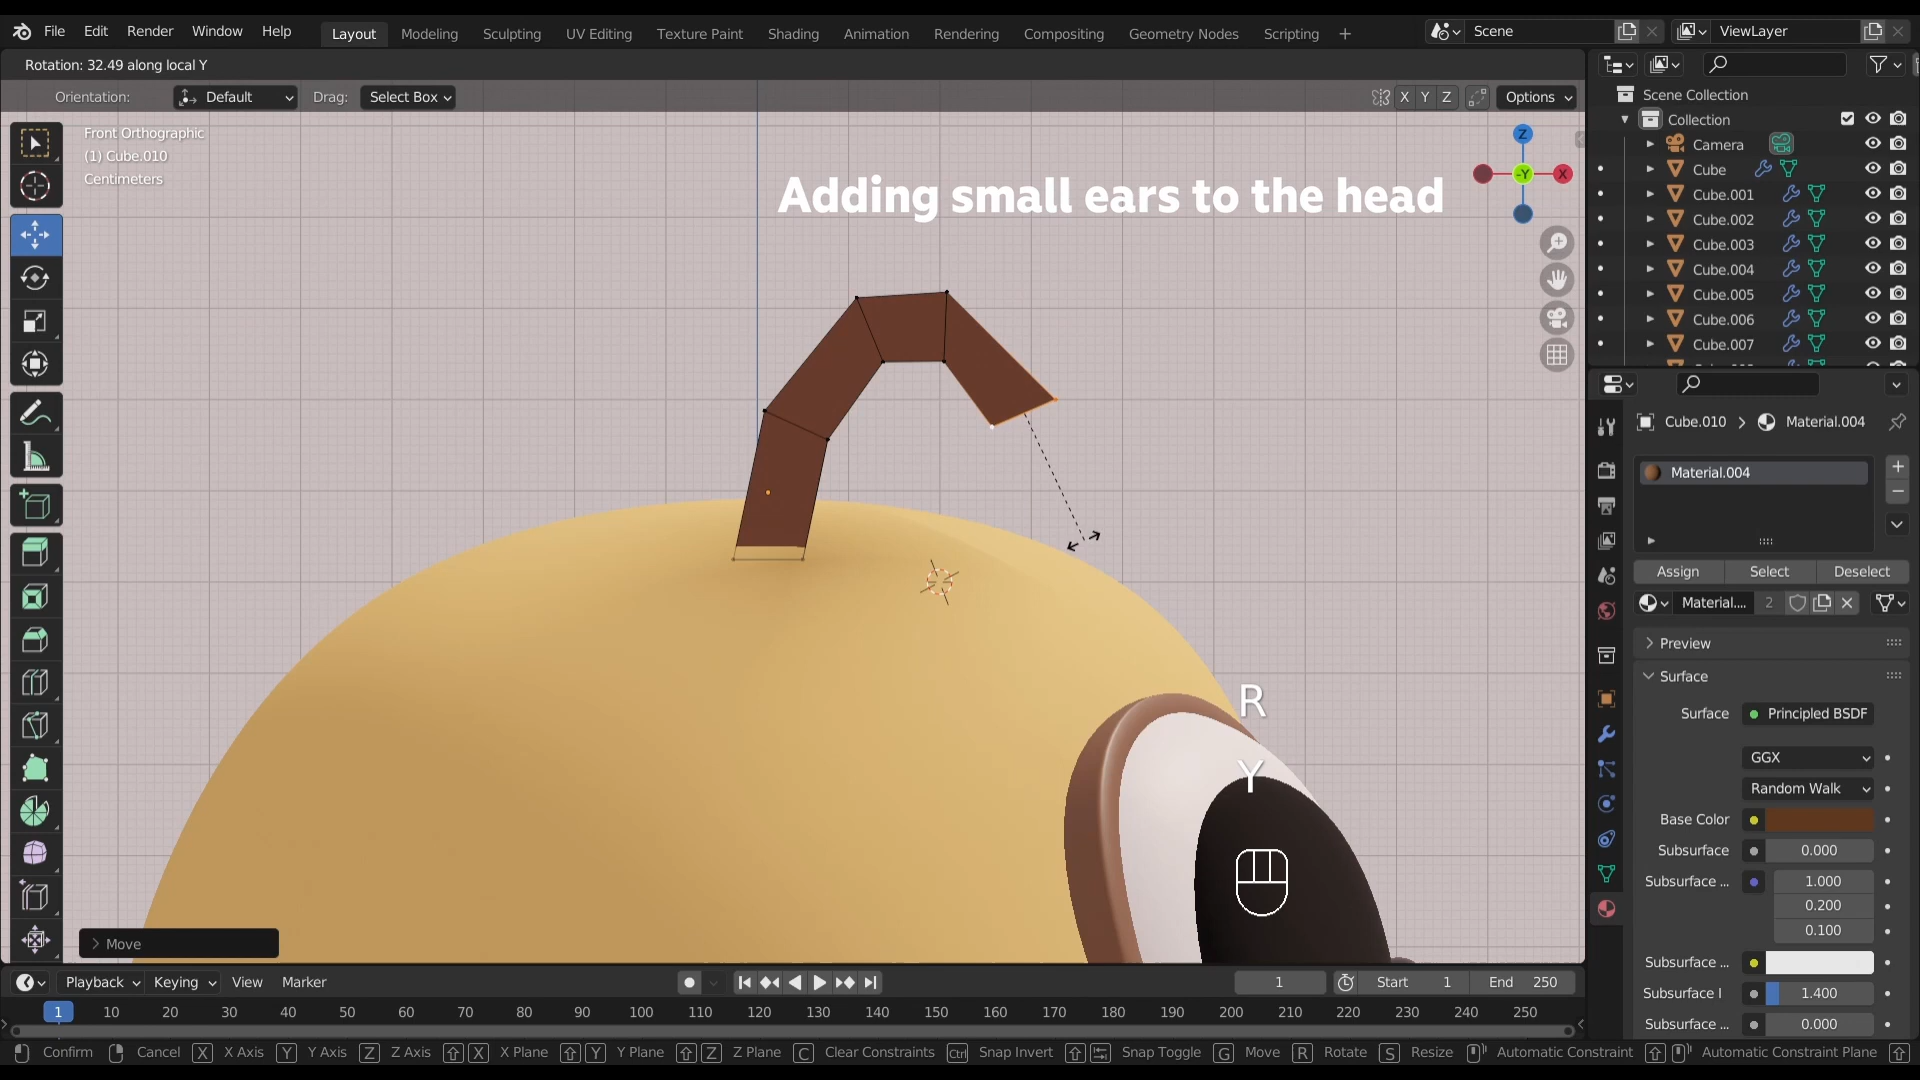 File Edit Render Window Help Layout Modeling Sculpting UV Editing Texture Paint Shading Animation Rendering Compositing Geometry Nodes Scripting + Scene ViewLayer
Rotation: 32.49 along local Y
Orientation: Default Drag: Select Box X Y Z Options
Front Orthographic
(1) Cube.010
Centimeters
Adding small ears to the head
Z
-Y
X
R
Y
Move
Scene Collection
Collection
Camera
Cube
Cube.001
Cube.002
Cube.003
Cube.004
Cube.005
Cube.006
Cube.007
Cube.010 > Material.004
Material.004
Assign Select Deselect
Material.... 2
Preview
Surface
Surface Principled BSDF
GGX
Random Walk
Base Color
Subsurface 0.000
Subsurface ... 1.000
0.200
0.100
Subsurface ...
Subsurface I 1.400
Subsurface ... 0.000
Playback Keying View Marker 1 Start 1 End 250
1 10 20 30 40 50 60 70 80 90 100 110 120 130 140 150 160 170 180 190 200 210 220 230 240 250
Confirm Cancel X X Axis Y Y Axis Z Z Axis X X Plane Y Y Plane Z Z Plane C Clear Constraints Ctrl Snap Invert Snap Toggle G Move R Rotate S Resize Automatic Constraint Automatic Constraint Plane